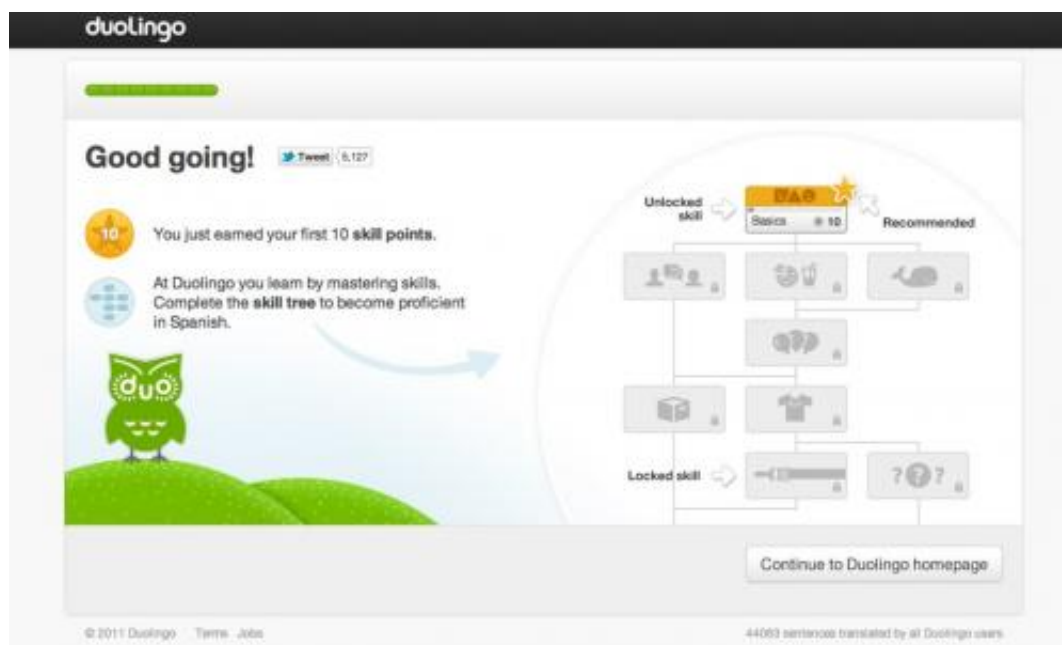 duolingo
Good going!
Tweet
5,127
10
You just earned your first 10 skill points.
At Duolingo you learn by mastering skills.
Complete the skill tree to become proficient
in Spanish.
duo
Unlocked
skill
Basics 10
Recommended
Locked skill
? ? ?
Continue to Duolingo homepage
© 2011 Duolingo Terms Jobs
44083 sentences translated by all Duolingo users